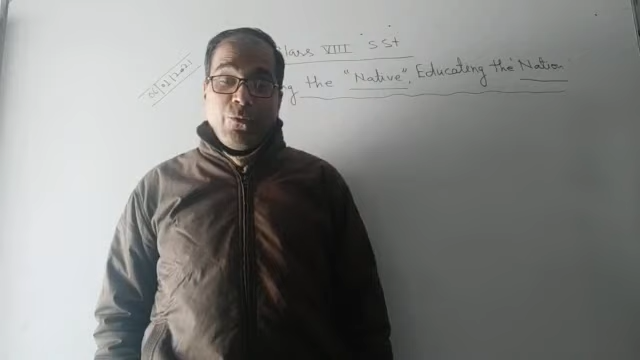 Class VIII 'SSt
the "Native", Educating the Nation